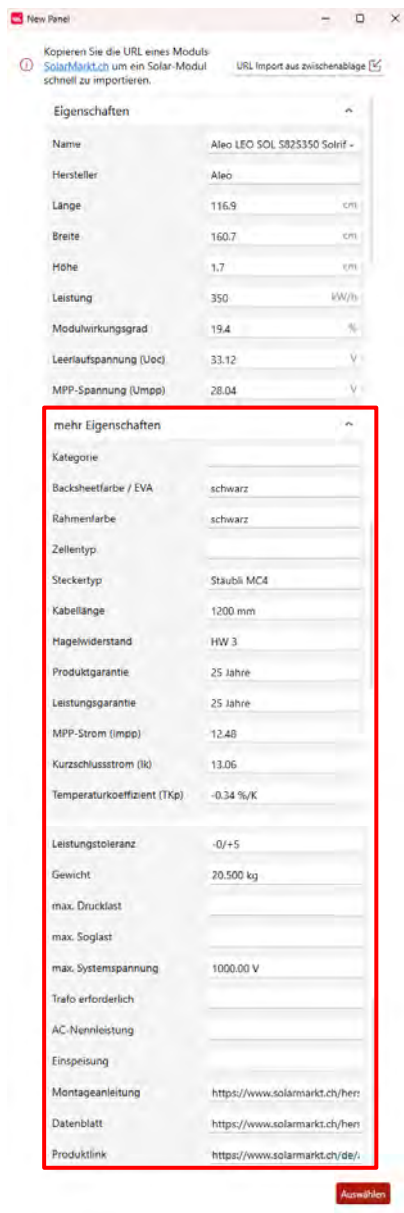 New Panel
Kopieren Sie die URL eines Moduls
SolarMarkt.ch um ein Solar-Modul
schnell zu importieren.
URL Import aus zwischenablage
Eigenschaften
Name Aleo LEO SOL S82S350 Solrif -
Hersteller Aleo
Länge 116.9 cm
Breite 160.7 cm
Höhe 1.7 cm
Leistung 350 kW/h
Modulwirkungsgrad 19.4 %
Leerlaufspannung (Uoc) 33.12 V
MPP-Spannung (Umpp) 28.04 V
mehr Eigenschaften
Kategorie
Backsheetfarbe / EVA schwarz
Rahmenfarbe schwarz
Zellentyp
Steckertyp Stäubli MC4
Kabellänge 1200 mm
Hagelwiderstand HW 3
Produktgarantie 25 Jahre
Leistungsgarantie 25 Jahre
MPP-Strom (Impp) 12.48
Kurzschlussstrom (Ik) 13.06
Temperaturkoeffizient (TKp) -0.34 %/K
Leistungstoleranz -0/+5
Gewicht 20.500 kg
max. Drucklast
max. Soglast
max. Systemspannung 1000.00 V
Trafo erforderlich
AC-Nennleistung
Einspeisung
Montageanleitung https://www.solarmarkt.ch/hers
Datenblatt https://www.solarmarkt.ch/hers
Produktlink https://www.solarmarkt.ch/de/
Auswählen